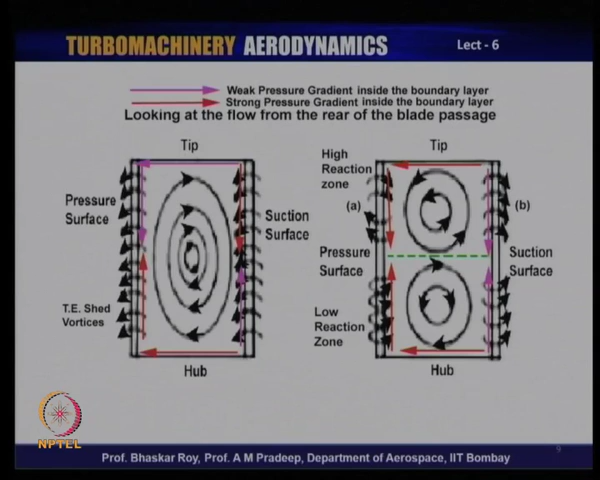 TURBOMACHINERY AERODYNAMICS
Lect - 6
Weak Pressure Gradient inside the boundary layer
Strong Pressure Gradient inside the boundary layer
Looking at the flow from the rear of the blade passage
Tip
Pressure
Surface
Suction
Surface
T.E. Shed
Vortices
Hub
Tip
High
Reaction
zone
(a)
(b)
Pressure
Surface
Suction
Surface
Low
Reaction
Zone
Hub
NPTEL
Prof. Bhaskar Roy, Prof. A M Pradeep, Department of Aerospace, IIT Bombay
9